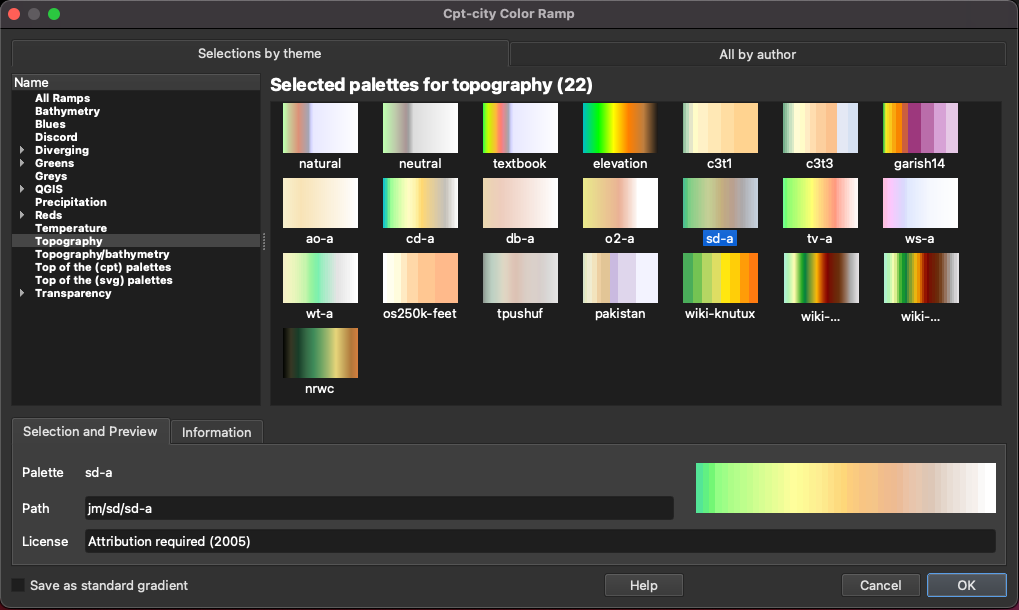 Cpt-city Color Ramp
Selections by theme
All by author
Name
All Ramps
Bathymetry
Blues
Discord
Diverging
Greens
Greys
QGIS
Precipitation
Reds
Temperature
Topography
Topography/bathymetry
Top of the (cpt) palettes
Top of the (svg) palettes
Transparency
Selected palettes for topography (22)
natural neutral textbook elevation c3t1 c3t3 garish14
ao-a cd-a db-a o2-a sd-a tv-a ws-a
wt-a os250k-feet tpushuf pakistan wiki-knutux wiki-... wiki-...
nrwc
Selection and Preview Information
Palette sd-a
Path jm/sd/sd-a
License Attribution required (2005)
Save as standard gradient
Help
Cancel
OK